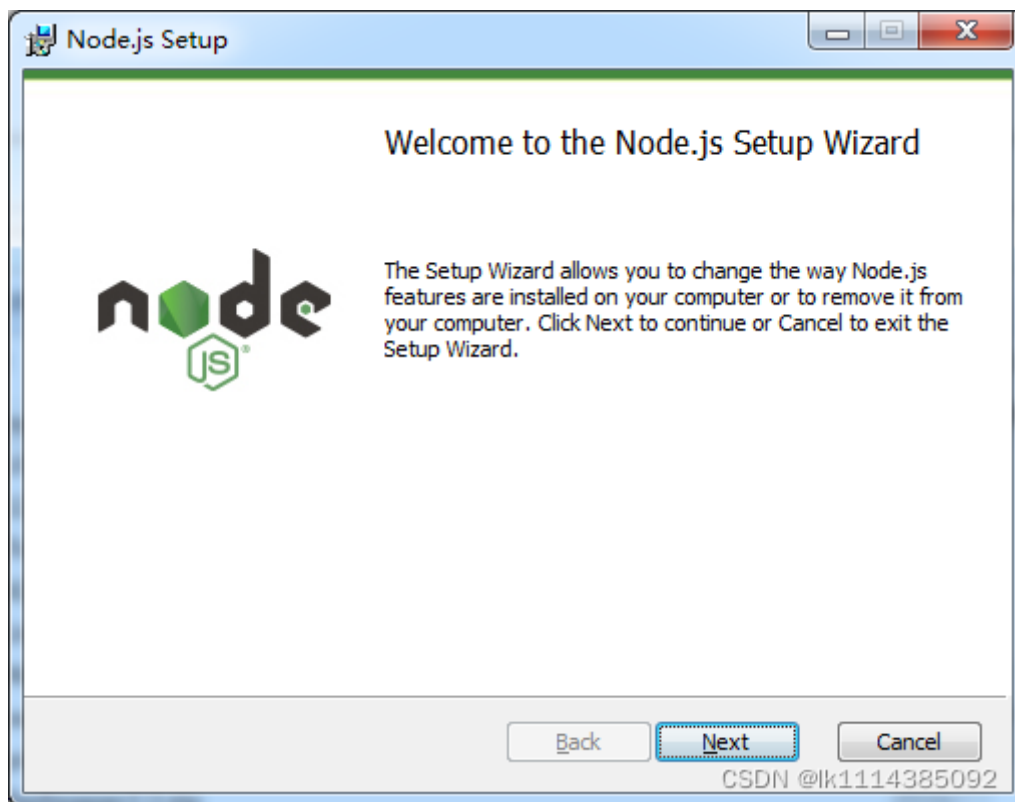 Node.js Setup
Welcome to the Node.js Setup Wizard
The Setup Wizard allows you to change the way Node.js
features are installed on your computer or to remove it from
your computer. Click Next to continue or Cancel to exit the
Setup Wizard.
node
JS
Back
Next
Cancel
CSDN @lk1114385092